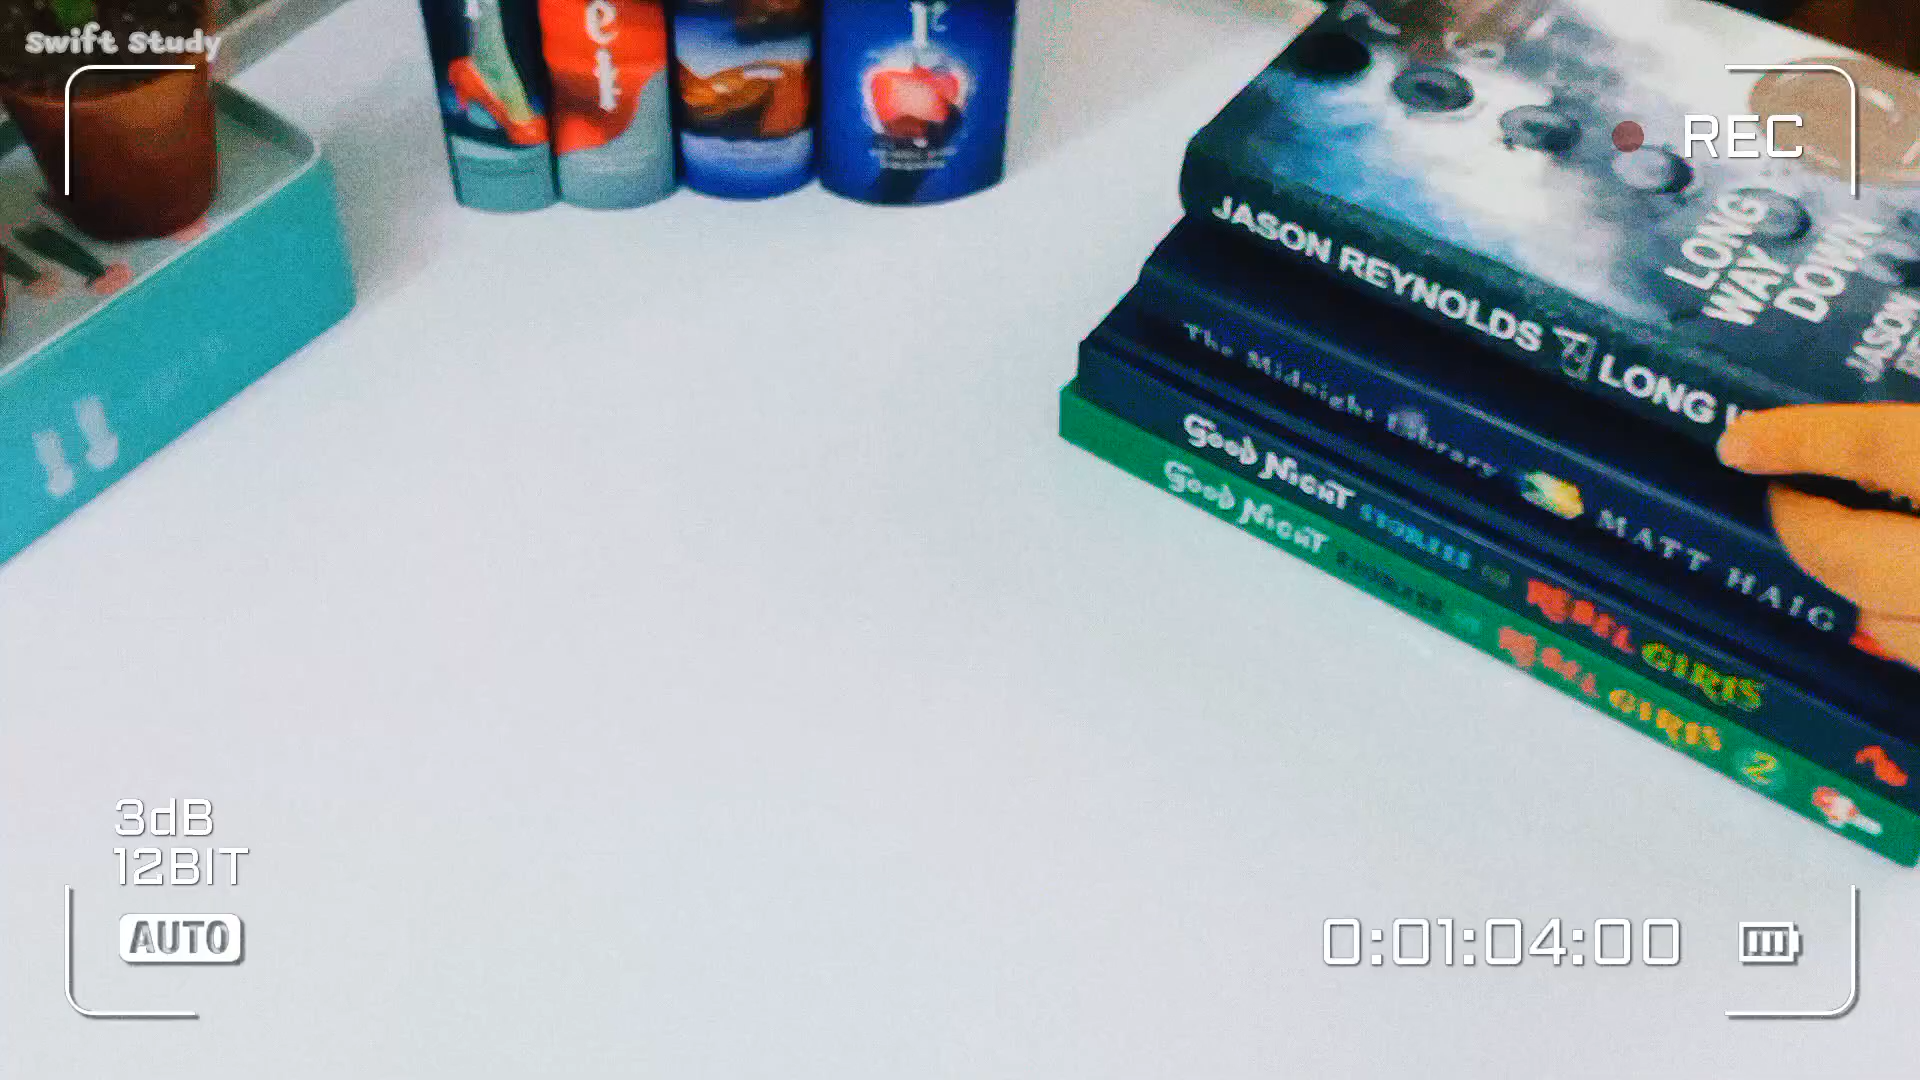 Swift Study
REC
LONG
WAY
DOWN
JASON
JASON REYNOLDS LONG
The Midnight Library MATT HAIG
Good Night STORIES FOR REBEL GIRLS
Good Night STORIES FOR REBEL GIRLS 2
3dB
12BIT
AUTO
0:01:04:00